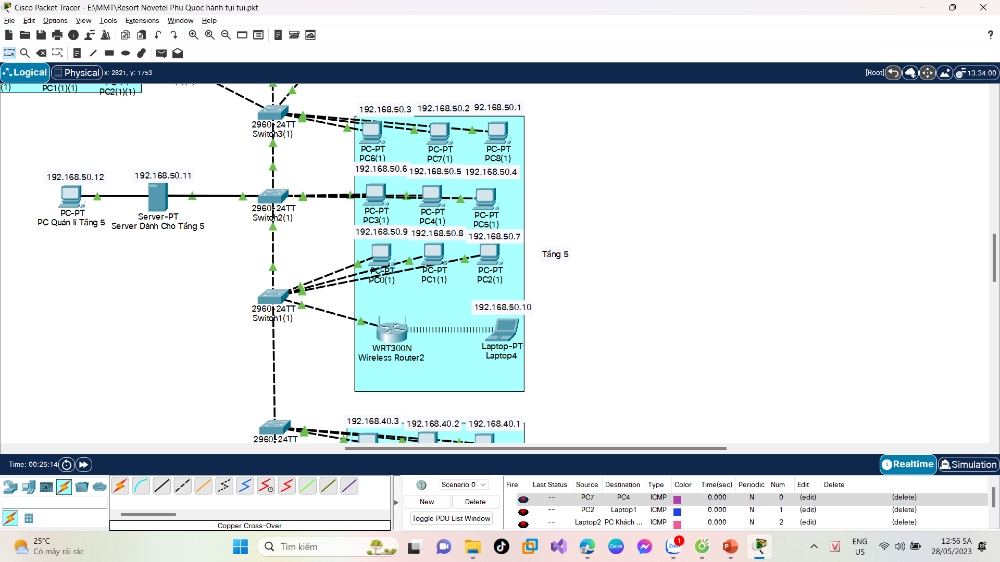 Cisco Packet Tracer - E:\MMT\Resort Novetel Phu Quoc hành tụi tui.pkt
File Edit Options View Tools Extensions Window Help
Logical Physical x: 2821, y: 1753 [Root] 13:34:00
(1) PC1(1)(1) PC2(1)(1)
192.168.50.3 192.168.50.2 92.168.50.1
2960-24TT
Switch3(1)
PC-PT PC-PT PC-PT
PC6(1) PC7(1) PC8(1)
192.168.50.6 192.168.50.5 192.168.50.4
192.168.50.12 192.168.50.11
PC-PT
PC Quán lí Tầng 5
Server-PT
Server Dành Cho Tầng 5
2960-24TT
Switch2(1)
PC-PT PC-PT PC-PT
PC3(1) PC4(1) PC5(1)
192.168.50.9 192.168.50.8 192.168.50.7
Tầng 5
PC-PT PC-PT PC-PT
PC0(1) PC1(1) PC2(1)
2960-24TT
Switch1(1)
192.168.50.10
WRT300N
Wireless Router2
Laptop-PT
Laptop4
192.168.40.3 192.168.40.2 192.168.40.1
2960-24TT
Time: 00:25:14 Realtime Simulation
Scenario 0
New Delete
Toggle PDU List Window
Copper Cross-Over
Fire Last Status Source Destination Type Color Time(sec) Periodic Num Edit Delete
-- PC7 PC4 ICMP 0.000 N 0 (edit) (delete)
-- PC2 Laptop1 ICMP 0.000 N 1 (edit) (delete)
-- Laptop2 PC Khách ... ICMP 0.000 N 2 (edit) (delete)
25°C
Có mây rải rác
Tìm kiếm
Canva
Zalo
1
ENG
US
12:56 SA
28/05/2023